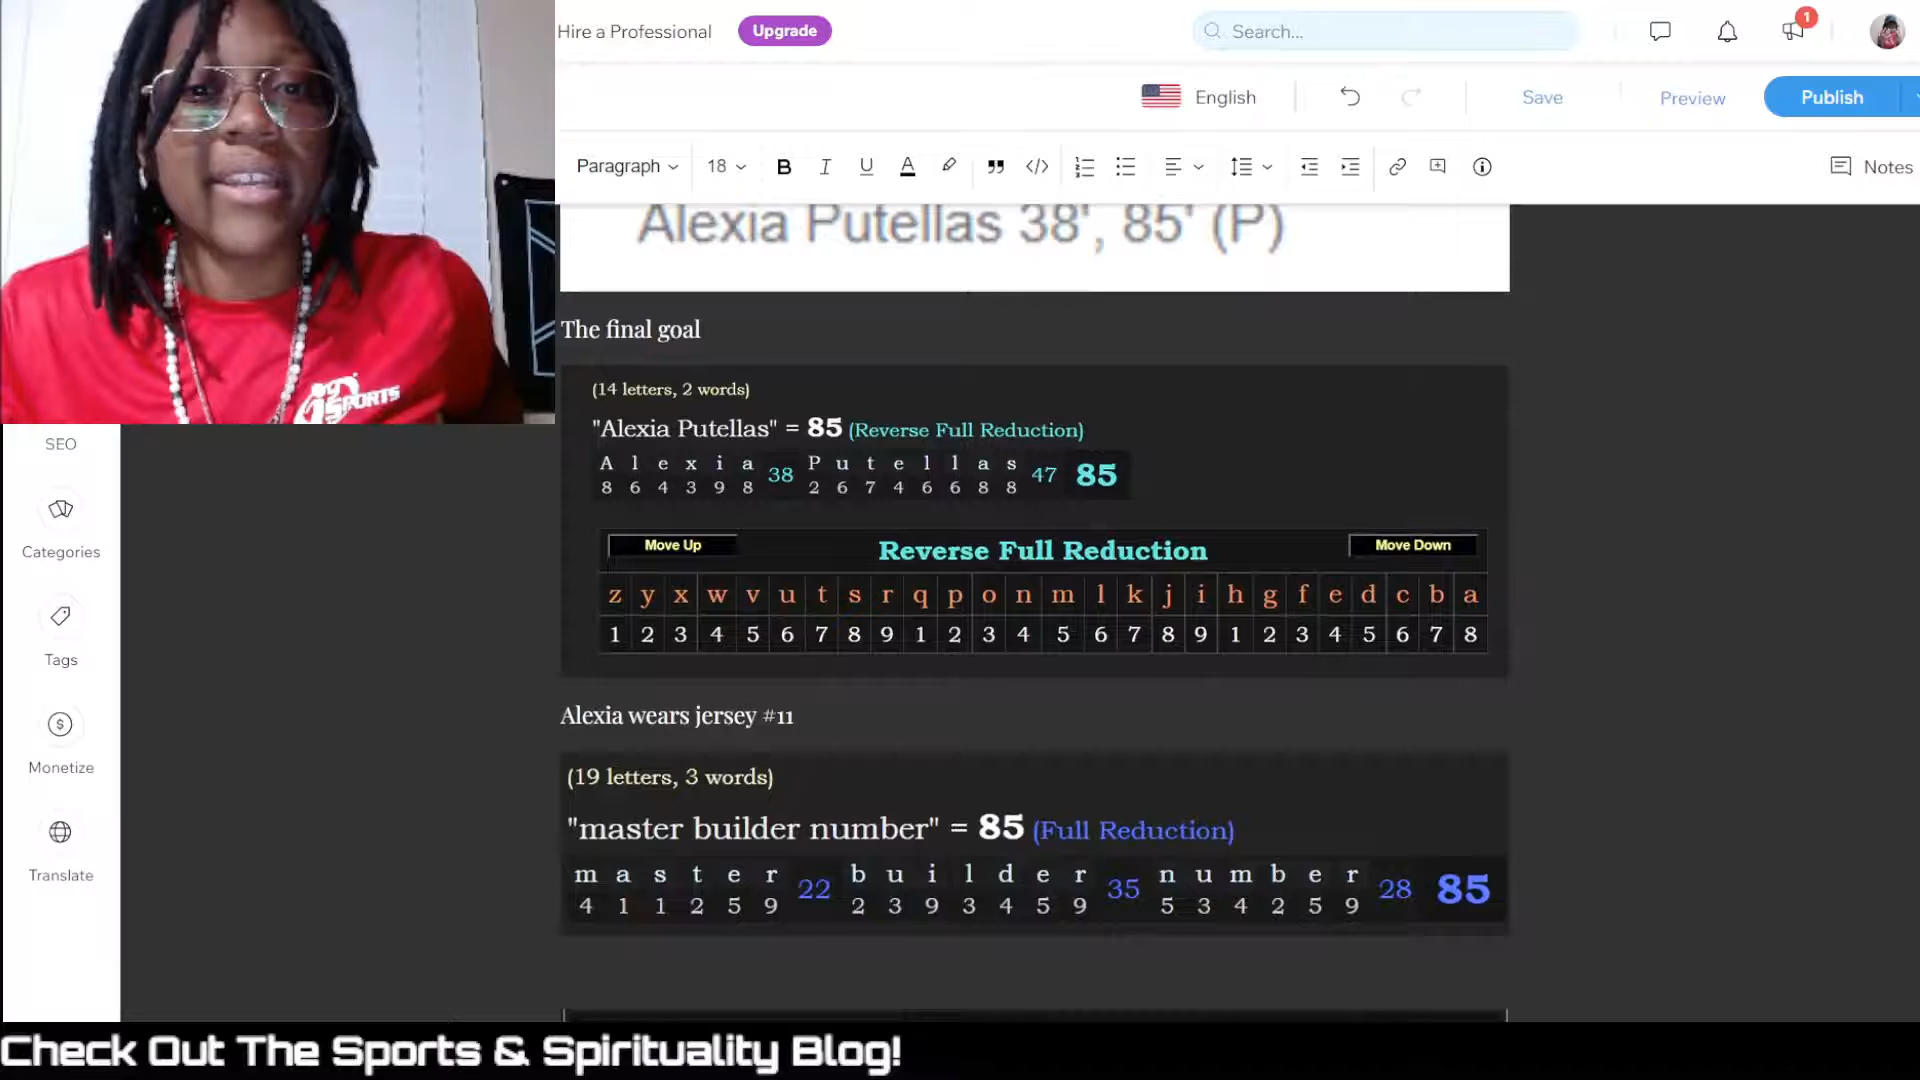 Hire a Professional
Upgrade
Search...
1
English
Save
Preview
Publish
Paragraph
18
B I U A
Notes
Alexia Putellas 38', 85' (P)
SPORTS
The final goal
(14 letters, 2 words)
"Alexia Putellas" = 85 (Reverse Full Reduction)
A l e x i a 38 P u t e l l a s 47 85
8 6 4 3 9 8 2 6 7 4 6 6 8 8
Move Up
Reverse Full Reduction
Move Down
z y x w v u t s r q p o n m l k j i h g f e d c b a
1 2 3 4 5 6 7 8 9 1 2 3 4 5 6 7 8 9 1 2 3 4 5 6 7 8
Alexia wears jersey #11
(19 letters, 3 words)
"master builder number" = 85 (Full Reduction)
m a s t e r 22 b u i l d e r 35 n u m b e r 28 85
4 1 1 2 5 9 2 3 9 3 4 5 9 5 3 4 2 5 9
SEO
Categories
Tags
Monetize
Translate
Check Out The Sports & Spirituality Blog!